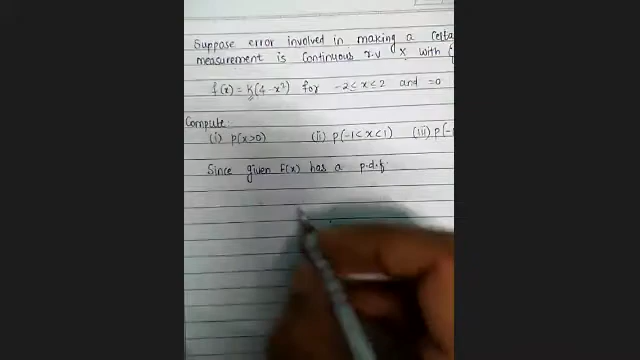 Suppose error involved in making a Certa
measurement is Continuous r.v X with
f(x)=k(4-x²) for -2≤x≤2 and =0
Compute:
(i) p(x>0) (ii) p(-1<x<1) (iii) p(-
Since given f(x) has a p.d.f.